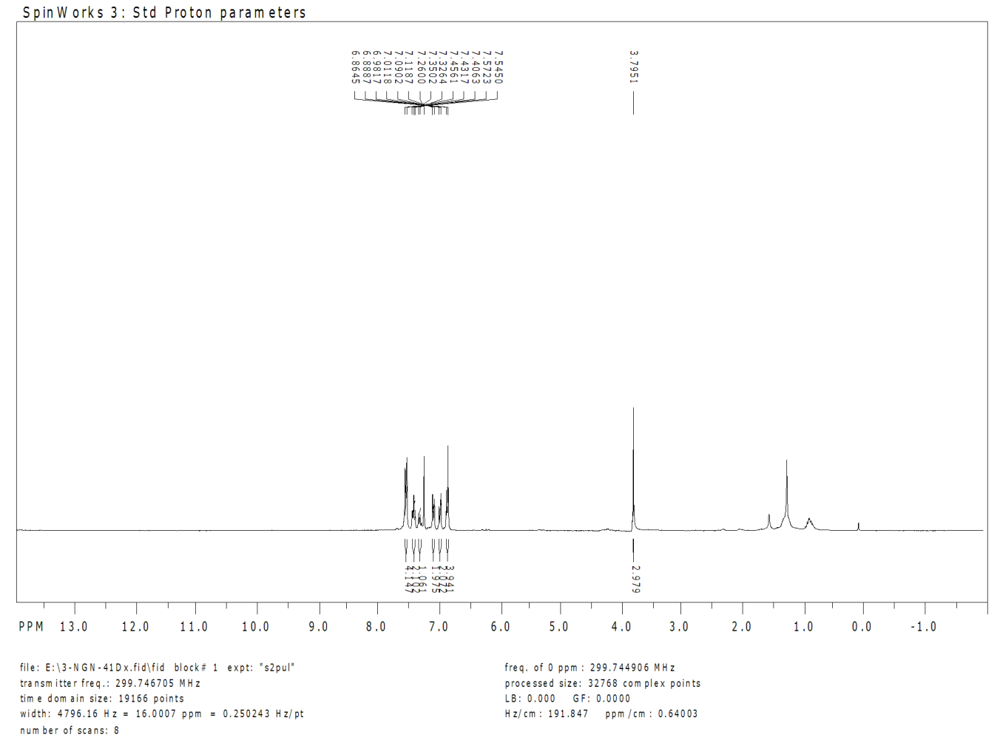 SpinWorks 3: Std Proton parameters
6.8645
6.8887
6.9817
7.0118
7.0902
7.1187
7.2600
7.3502
7.3264
7.4561
7.4317
7.4063
7.5723
7.5450
3.7951
4.147
2.102
1.061
1.975
2.072
3.941
2.979
PPM 13.0 12.0 11.0 10.0 9.0 8.0 7.0 6.0 5.0 4.0 3.0 2.0 1.0 0.0 -1.0
file: E:\3-NGN-41Dx.fid\fid block# 1 expt: "s2pul"
transmitter freq.: 299.746705 MHz
time domain size: 19166 points
width: 4796.16 Hz = 16.0007 ppm = 0.250243 Hz/pt
number of scans: 8
freq. of 0 ppm: 299.744906 MHz
processed size: 32768 complex points
LB: 0.000 GF: 0.0000
Hz/cm: 191.847 ppm/cm: 0.64003